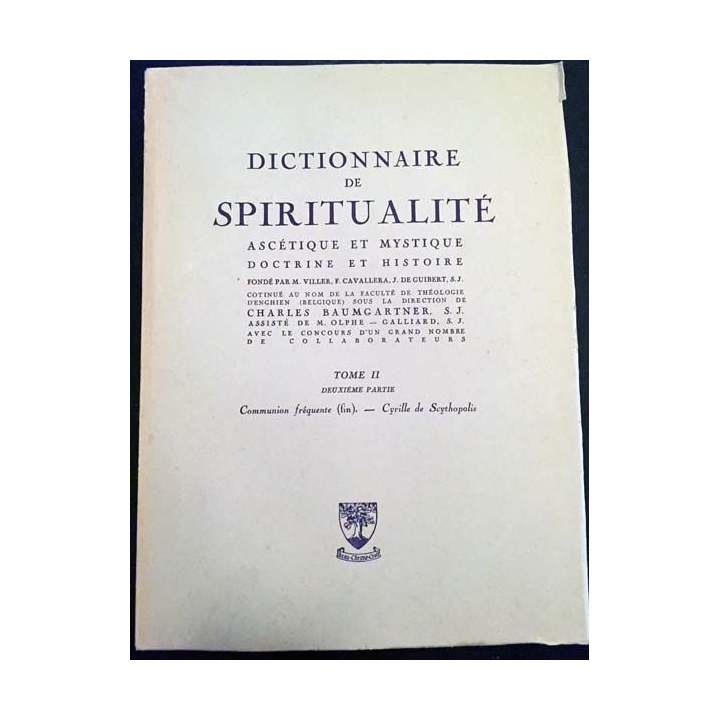 DICTIONNAIRE
DE
SPIRITUALITÉ
ASCÉTIQUE ET MYSTIQUE
DOCTRINE ET HISTOIRE
FONDÉ PAR M. VILLER, F. CAVALLERA, J. DE GUIBERT, S.J.
COTINUÉ AU NOM DE LA FACULTÉ DE THÉOLOGIE
D'ENGHIEN (BELGIQUE) SOUS LA DIRECTION DE
CHARLES BAUMGARTNER, S. J.
ASSISTÉ DE M. OLPHE — GALLIARD, S. J.
AVEC LE CONCOURS D'UN GRAND NOMBRE
DE COLLABORATEURS
TOME II
DEUXIÈME PARTIE
Communion fréquente (fin). — Cyrille de Scythopolis